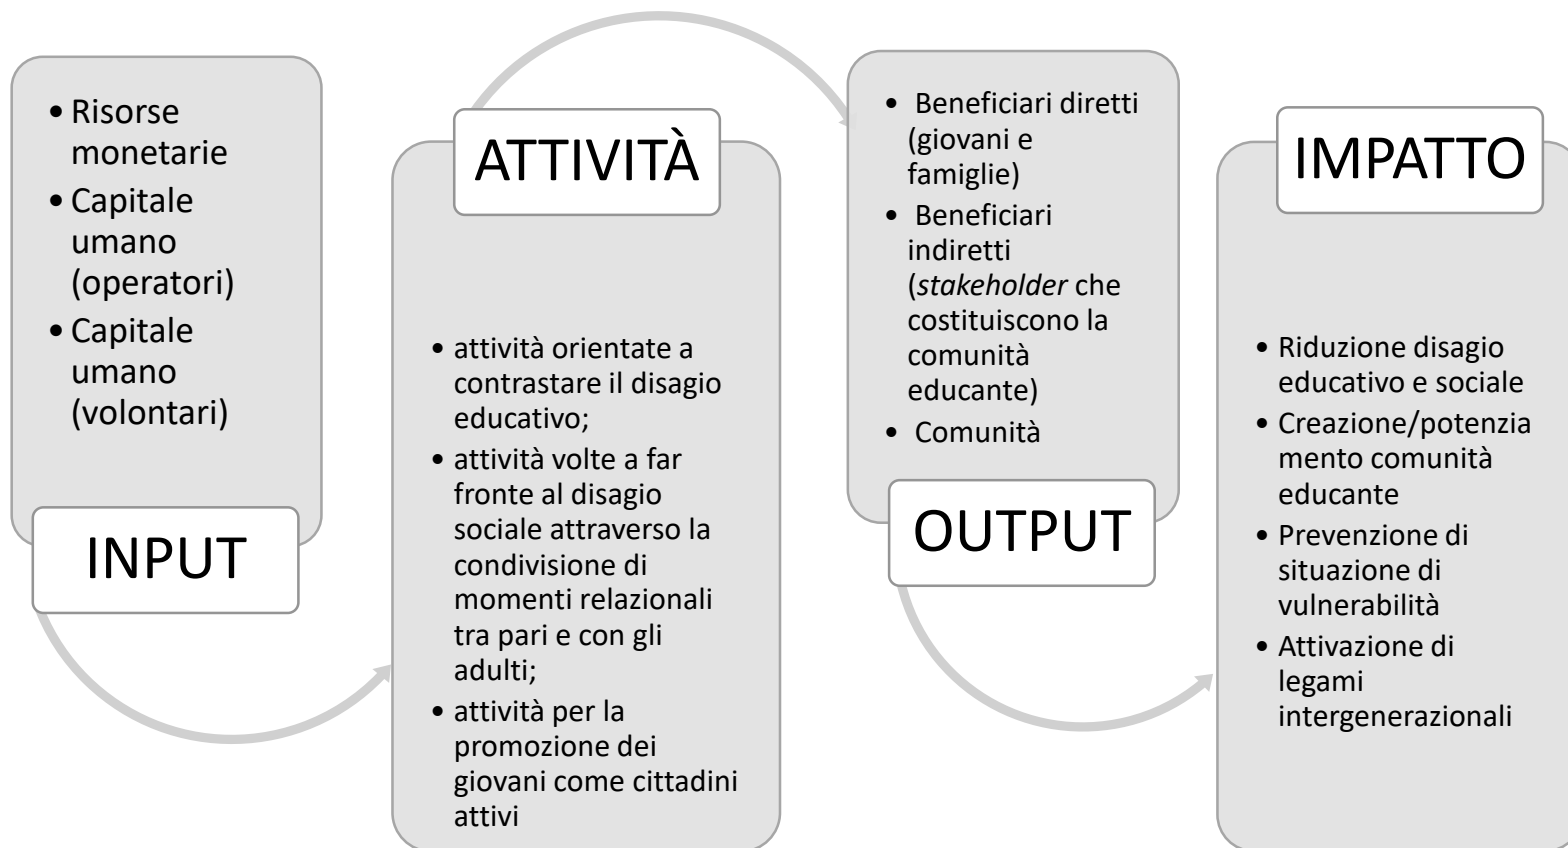 • Risorse
monetarie
• Capitale
umano
(operatori)
• Capitale
umano
(volontari)
INPUT
ATTIVITÀ
• attività orientate a
contrastare il disagio
educativo;
• attività volte a far
fronte al disagio
sociale attraverso la
condivisione di
momenti relazionali
tra pari e con gli
adulti;
• attività per la
promozione dei
giovani come cittadini
attivi
• Beneficiari diretti
(giovani e
famiglie)
• Beneficiari
indiretti
(stakeholder che
costituiscono la
comunità
educante)
• Comunità
OUTPUT
IMPATTO
• Riduzione disagio
educativo e sociale
• Creazione/potenzia
mento comunità
educante
• Prevenzione di
situazione di
vulnerabilità
• Attivazione di
legami
intergenerazionali